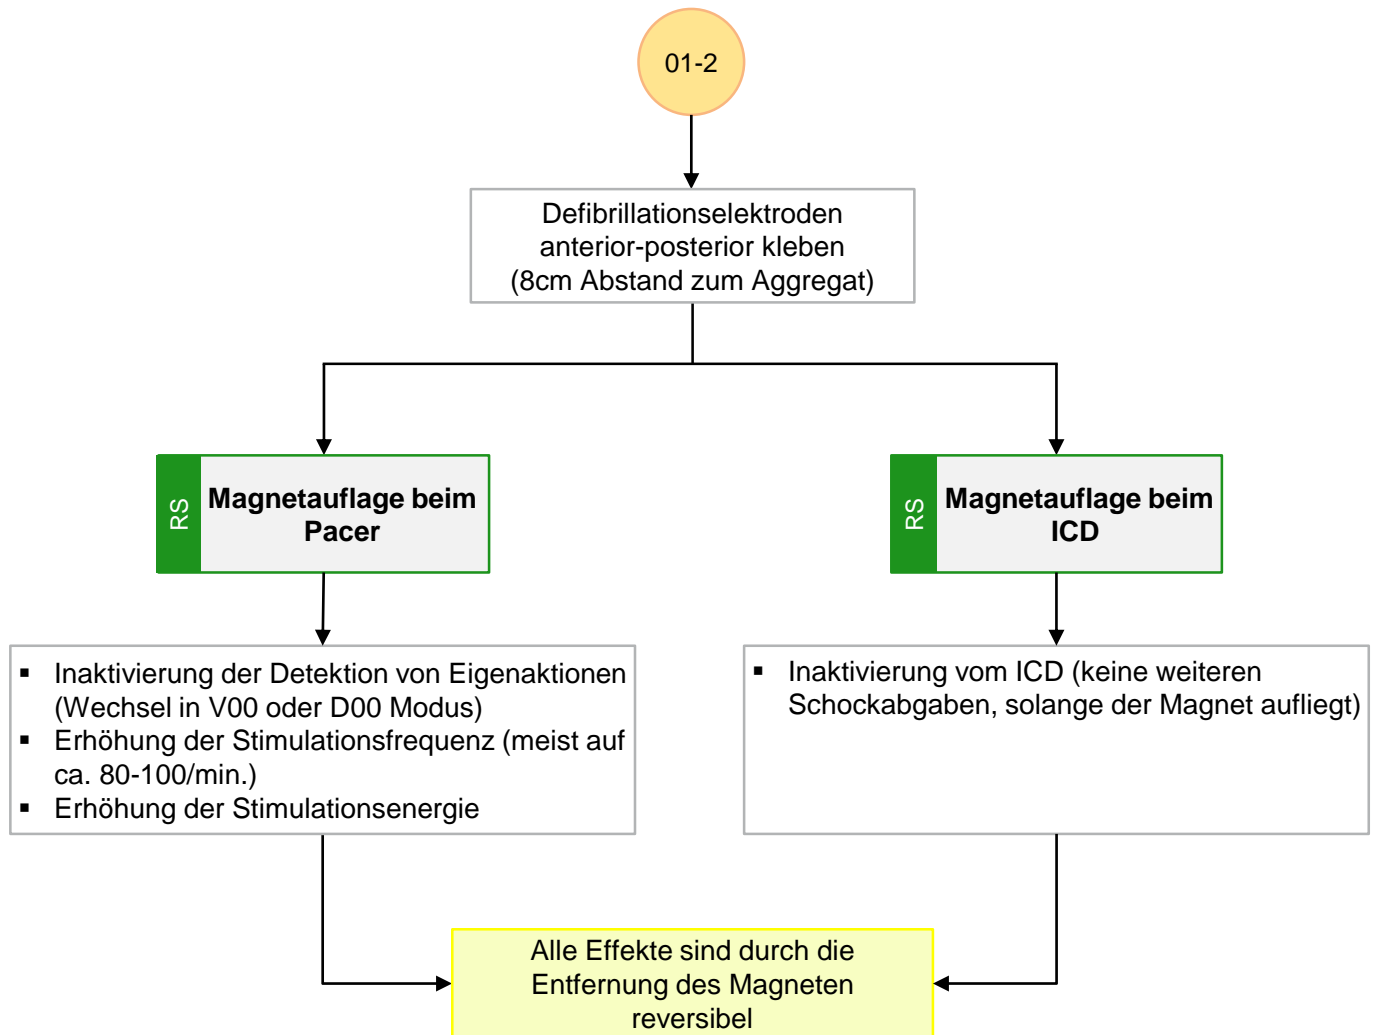 01-2
Defibrillationselektroden
anterior-posterior kleben
(8cm Abstand zum Aggregat)
RS
Magnetauflage beim
Pacer
RS
Magnetauflage beim
ICD
▪ Inaktivierung der Detektion von Eigenaktionen
(Wechsel in V00 oder D00 Modus)
▪ Erhöhung der Stimulationsfrequenz (meist auf
ca. 80-100/min.)
▪ Erhöhung der Stimulationsenergie
▪ Inaktivierung vom ICD (keine weiteren
Schockabgaben, solange der Magnet aufliegt)
Alle Effekte sind durch die
Entfernung des Magneten
reversibel